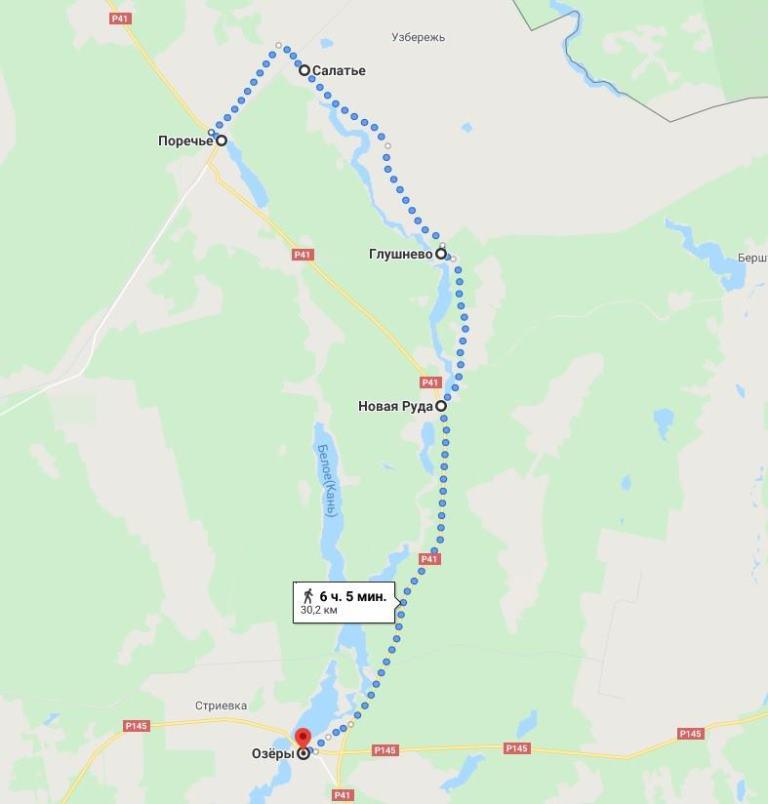 P41
Узбережь
Салатье
Поречье
P41
Глушнево
Берш
P41
Новая Руда
Белое(Кань)
P41
6 ч. 5 мин.
30,2 км
Стриевка
P145
P145
Озёры
P145
P145
P41